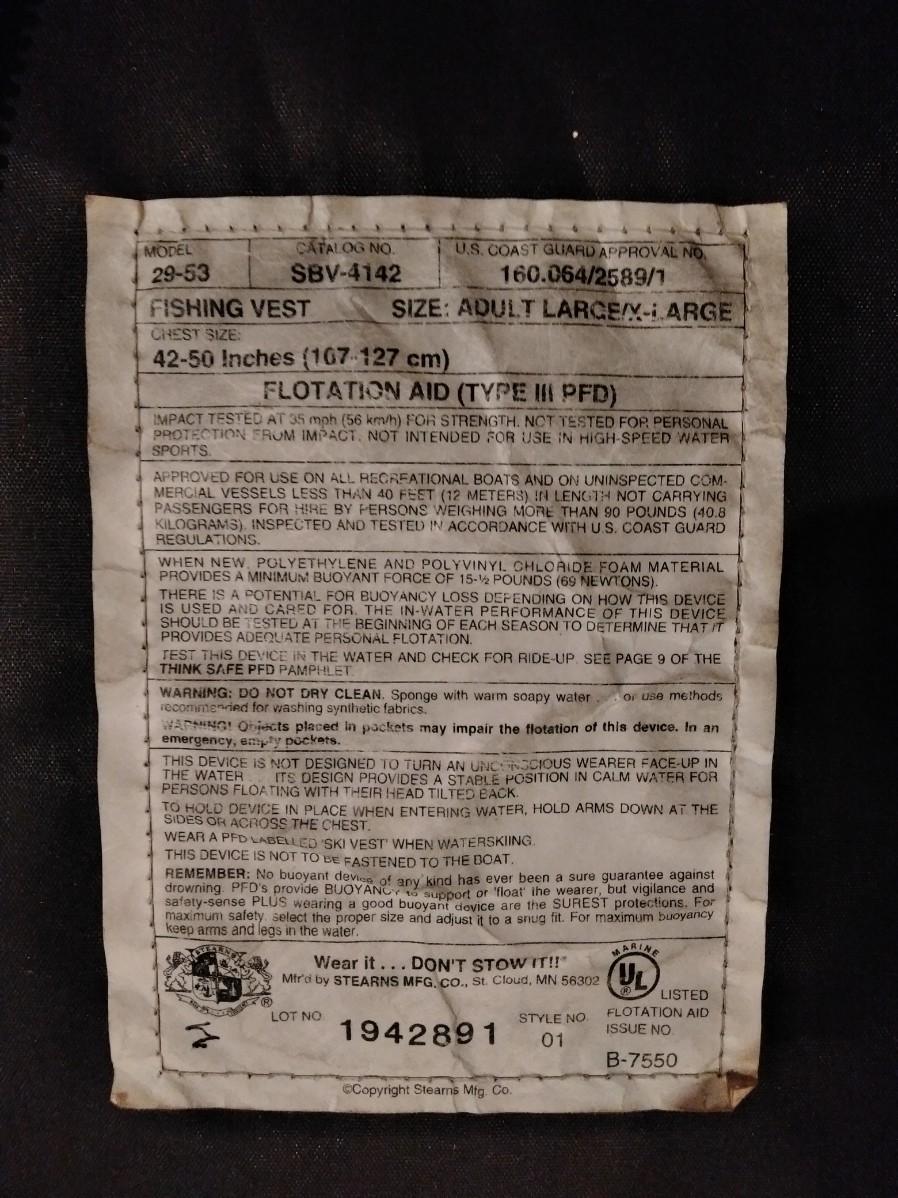 MODEL CATALOG NO. U.S. COAST GUARD APPROVAL NO.
29-53 SBV-4142 160.064/2589/1
FISHING VEST SIZE: ADULT LARGE/X-LARGE
CHEST SIZE:
42-50 Inches (107-127 cm)
FLOTATION AID (TYPE III PFD)
IMPACT TESTED AT 35 mph (56 km/h) FOR STRENGTH. NOT TESTED FOR PERSONAL
PROTECTION FROM IMPACT. NOT INTENDED FOR USE IN HIGH-SPEED WATER
SPORTS.
APPROVED FOR USE ON ALL RECREATIONAL BOATS AND ON UNINSPECTED COM-
MERCIAL VESSELS LESS THAN 40 FEET (12 METERS) IN LENGTH NOT CARRYING
PASSENGERS FOR HIRE BY PERSONS WEIGHING MORE THAN 90 POUNDS (40.8
KILOGRAMS). INSPECTED AND TESTED IN ACCORDANCE WITH U.S. COAST GUARD
REGULATIONS.
WHEN NEW, POLYETHYLENE AND POLYVINYL CHLORIDE FOAM MATERIAL
PROVIDES A MINIMUM BUOYANT FORCE OF 15-½ POUNDS (69 NEWTONS).
THERE IS A POTENTIAL FOR BUOYANCY LOSS DEPENDING ON HOW THIS DEVICE
IS USED AND CARED FOR. THE IN-WATER PERFORMANCE OF THIS DEVICE
SHOULD BE TESTED AT THE BEGINNING OF EACH SEASON TO DETERMINE THAT IT
PROVIDES ADEQUATE PERSONAL FLOTATION.
TEST THIS DEVICE IN THE WATER AND CHECK FOR RIDE-UP. SEE PAGE 9 OF THE
THINK SAFE PFD PAMPHLET.
WARNING: DO NOT DRY CLEAN. Sponge with warm soapy water . . . or use methods
recommended for washing synthetic fabrics.
WARNING! Objects placed in pockets may impair the flotation of this device. In an
emergency, empty pockets.
THIS DEVICE IS NOT DESIGNED TO TURN AN UNCONSCIOUS WEARER FACE-UP IN
THE WATER . . . ITS DESIGN PROVIDES A STABLE POSITION IN CALM WATER FOR
PERSONS FLOATING WITH THEIR HEAD TILTED BACK.
TO HOLD DEVICE IN PLACE WHEN ENTERING WATER, HOLD ARMS DOWN AT THE
SIDES OR ACROSS THE CHEST.
WEAR A PFD LABELLED 'SKI VEST' WHEN WATERSKIING.
THIS DEVICE IS NOT TO BE FASTENED TO THE BOAT.
REMEMBER: No buoyant device of any kind has ever been a sure guarantee against
drowning. PFD's provide BUOYANCY to support or 'float' the wearer, but vigilance and
safety-sense PLUS wearing a good buoyant device are the SUREST protections. For
maximum safety, select the proper size and adjust it to a snug fit. For maximum buoyancy
keep arms and legs in the water.
STEARNS
®
Wear it . . . DON'T STOW IT!!®
Mfr'd by STEARNS MFG. CO., St. Cloud, MN 56302
MARINE
UL
®
LISTED
FLOTATION AID
ISSUE NO.
B-7550
LOT NO. 1942891
STYLE NO.
01
©Copyright Stearns Mfg. Co.